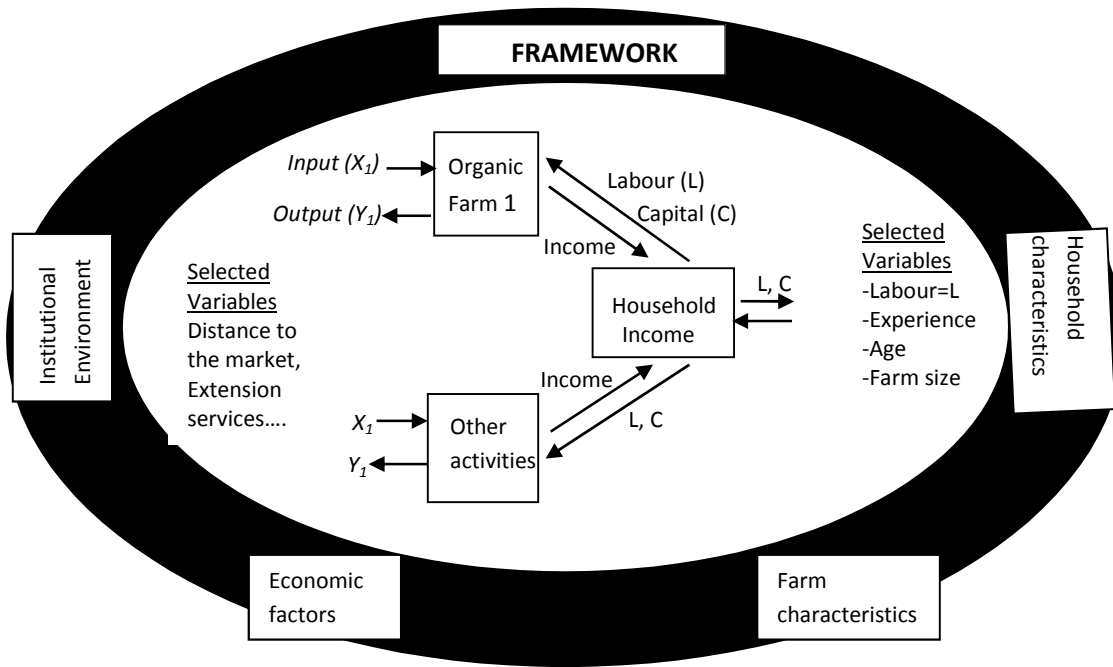 FRAMEWORK
Input (X1)
Output (Y1)
Organic
Farm 1
Labour (L)
Capital (C)
Income
Institutional
Environment
Selected
Variables
Distance to
the market,
Extension
services....
Household
Income
L, C
Selected
Variables
-Labour=L
-Experience
-Age
-Farm size
Household
characteristics
Income
L, C
X1
Y1
Other
activities
Economic
factors
Farm
characteristics